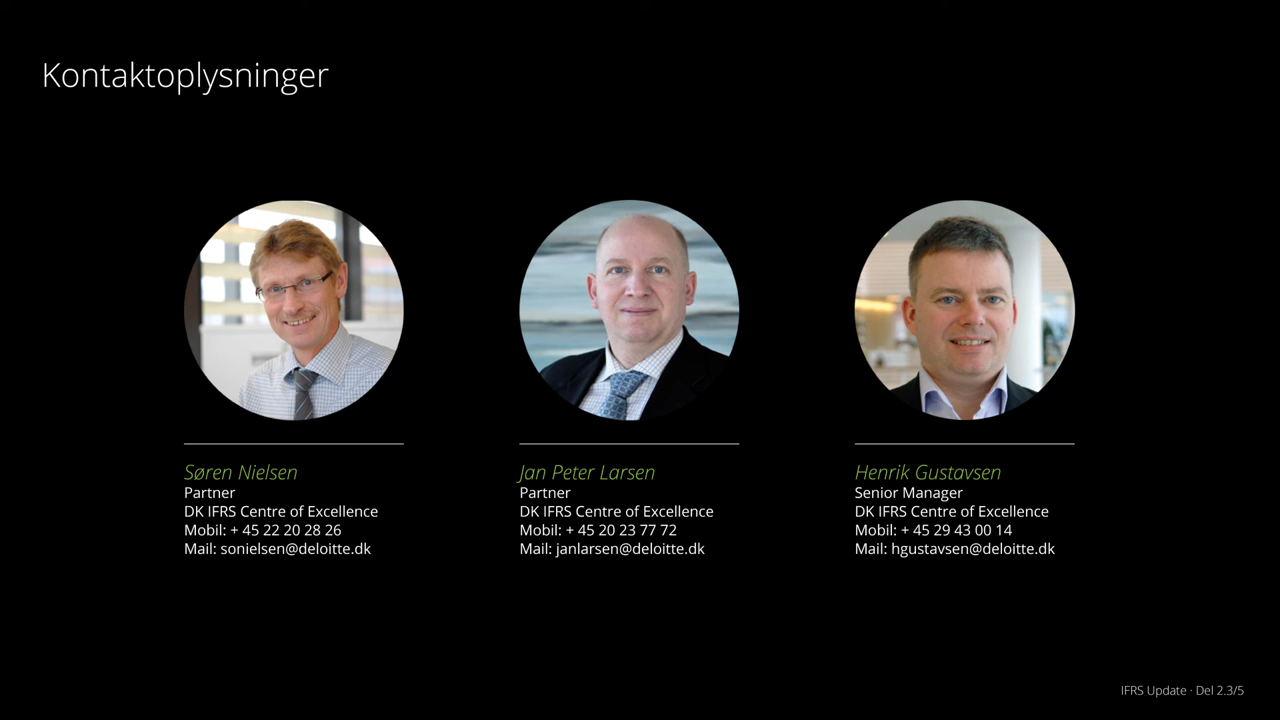 Kontaktoplysninger
Søren Nielsen
Partner
DK IFRS Centre of Excellence
Mobil: + 45 22 20 28 26
Mail: sonielsen@deloitte.dk
Jan Peter Larsen
Partner
DK IFRS Centre of Excellence
Mobil: + 45 20 23 77 72
Mail: janlarsen@deloitte.dk
Henrik Gustavsen
Senior Manager
DK IFRS Centre of Excellence
Mobil: + 45 29 43 00 14
Mail: hgustavsen@deloitte.dk
IFRS Update · Del 2.3/5